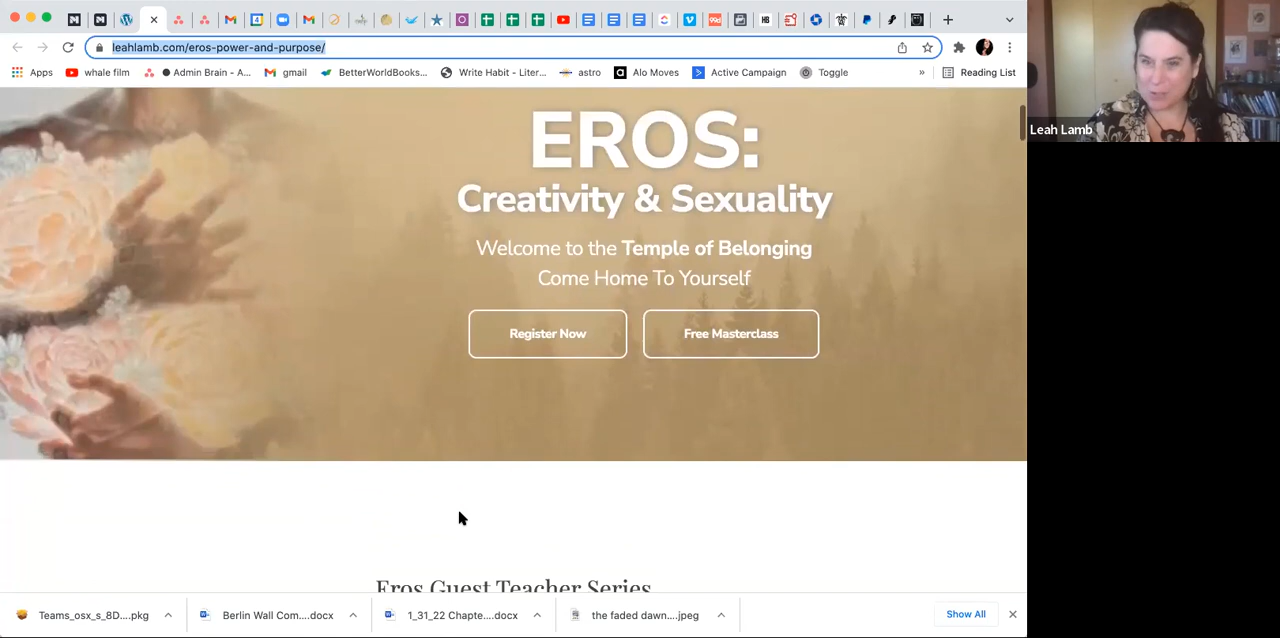 leahlamb.com/eros-power-and-purpose/
Apps
whale film
Admin Brain - A...
gmail
BetterWorldBooks...
Write Habit - Liter...
astro
Alo Moves
Active Campaign
Toggle
»
Reading List
Leah Lamb
EROS:
Creativity & Sexuality
Welcome to the Temple of Belonging
Come Home To Yourself
Register Now
Free Masterclass
Eros Guest Teacher Series
Teams_osx_s_8D....pkg
Berlin Wall Com....docx
1_31_22 Chapte....docx
the faded dawn....jpeg
Show All